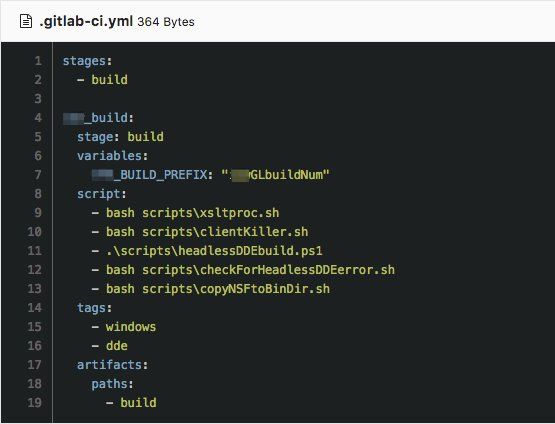 .gitlab-ci.yml 364 Bytes
1 stages:
2 - build
3
4 _build:
5 stage: build
6 variables:
7 _BUILD_PREFIX: "GLbuildNum"
8 script:
9 - bash scripts\xsltproc.sh
10 - bash scripts\clientKiller.sh
11 - .\scripts\headlessDDEbuild.ps1
12 - bash scripts\checkForHeadlessDDEerror.sh
13 - bash scripts\copyNSFtoBinDir.sh
14 tags:
15 - windows
16 - dde
17 artifacts:
18 paths:
19 - build